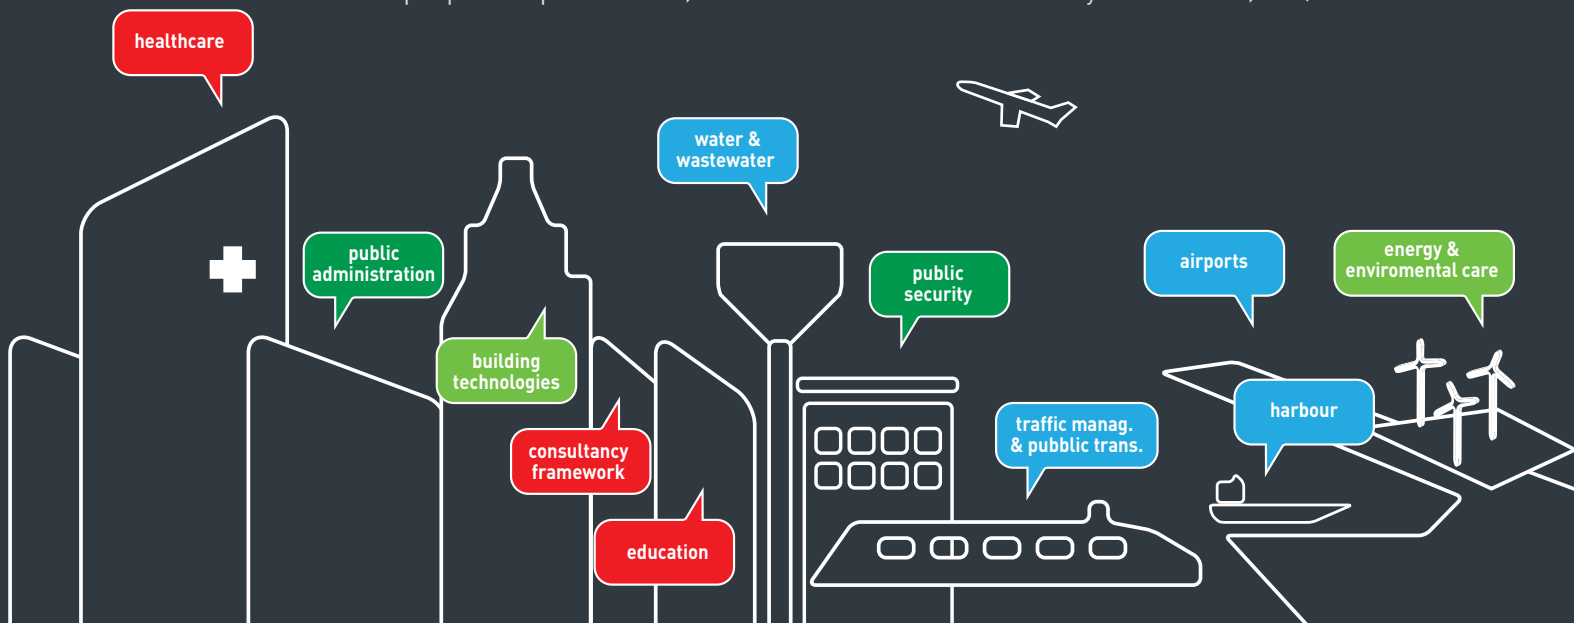 healthcare
water &
wastewater
public
administration
public
security
airports
energy &
enviromental care
building
technologies
harbour
traffic manag.
& pubblic trans.
consultancy
framework
education